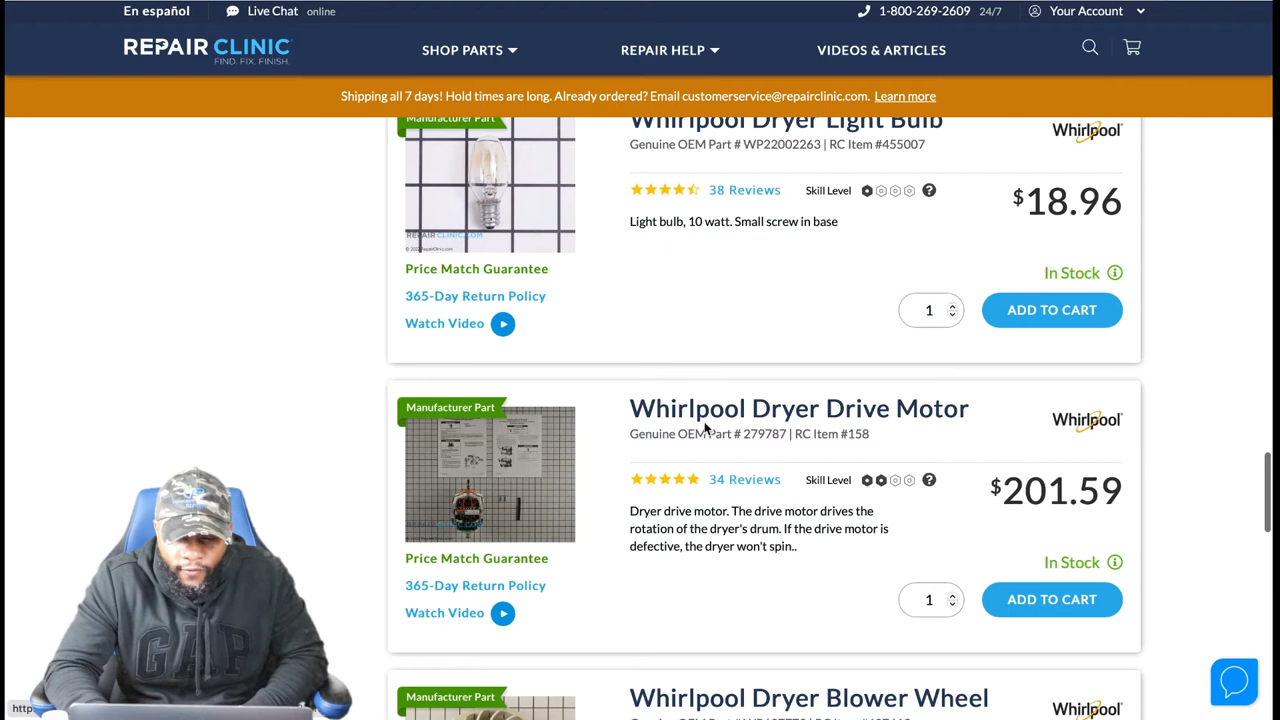 En español
Live Chat online
1-800-269-2609 24/7
Your Account
REPAIR CLINIC
FIND. FIX. FINISH.
SHOP PARTS
REPAIR HELP
VIDEOS & ARTICLES
Shipping all 7 days! Hold times are long. Already ordered? Email customerservice@repairclinic.com. Learn more
Manufacturer Part
Whirlpool Dryer Light Bulb
Whirlpool
Genuine OEM Part # WP22002263 | RC Item #455007
38 Reviews
Skill Level
$18.96
Light bulb, 10 watt. Small screw in base
REPAIRCLINIC.COM
Price Match Guarantee
In Stock
365-Day Return Policy
1
ADD TO CART
Watch Video
Manufacturer Part
Whirlpool Dryer Drive Motor
Whirlpool
Genuine OEM Part # 279787 | RC Item #158
34 Reviews
Skill Level
$201.59
Dryer drive motor. The drive motor drives the
rotation of the dryer's drum. If the drive motor is
defective, the dryer won't spin..
Price Match Guarantee
In Stock
365-Day Return Policy
1
ADD TO CART
Watch Video
Manufacturer Part
Whirlpool Dryer Blower Wheel
Whirlpool
GAP
http